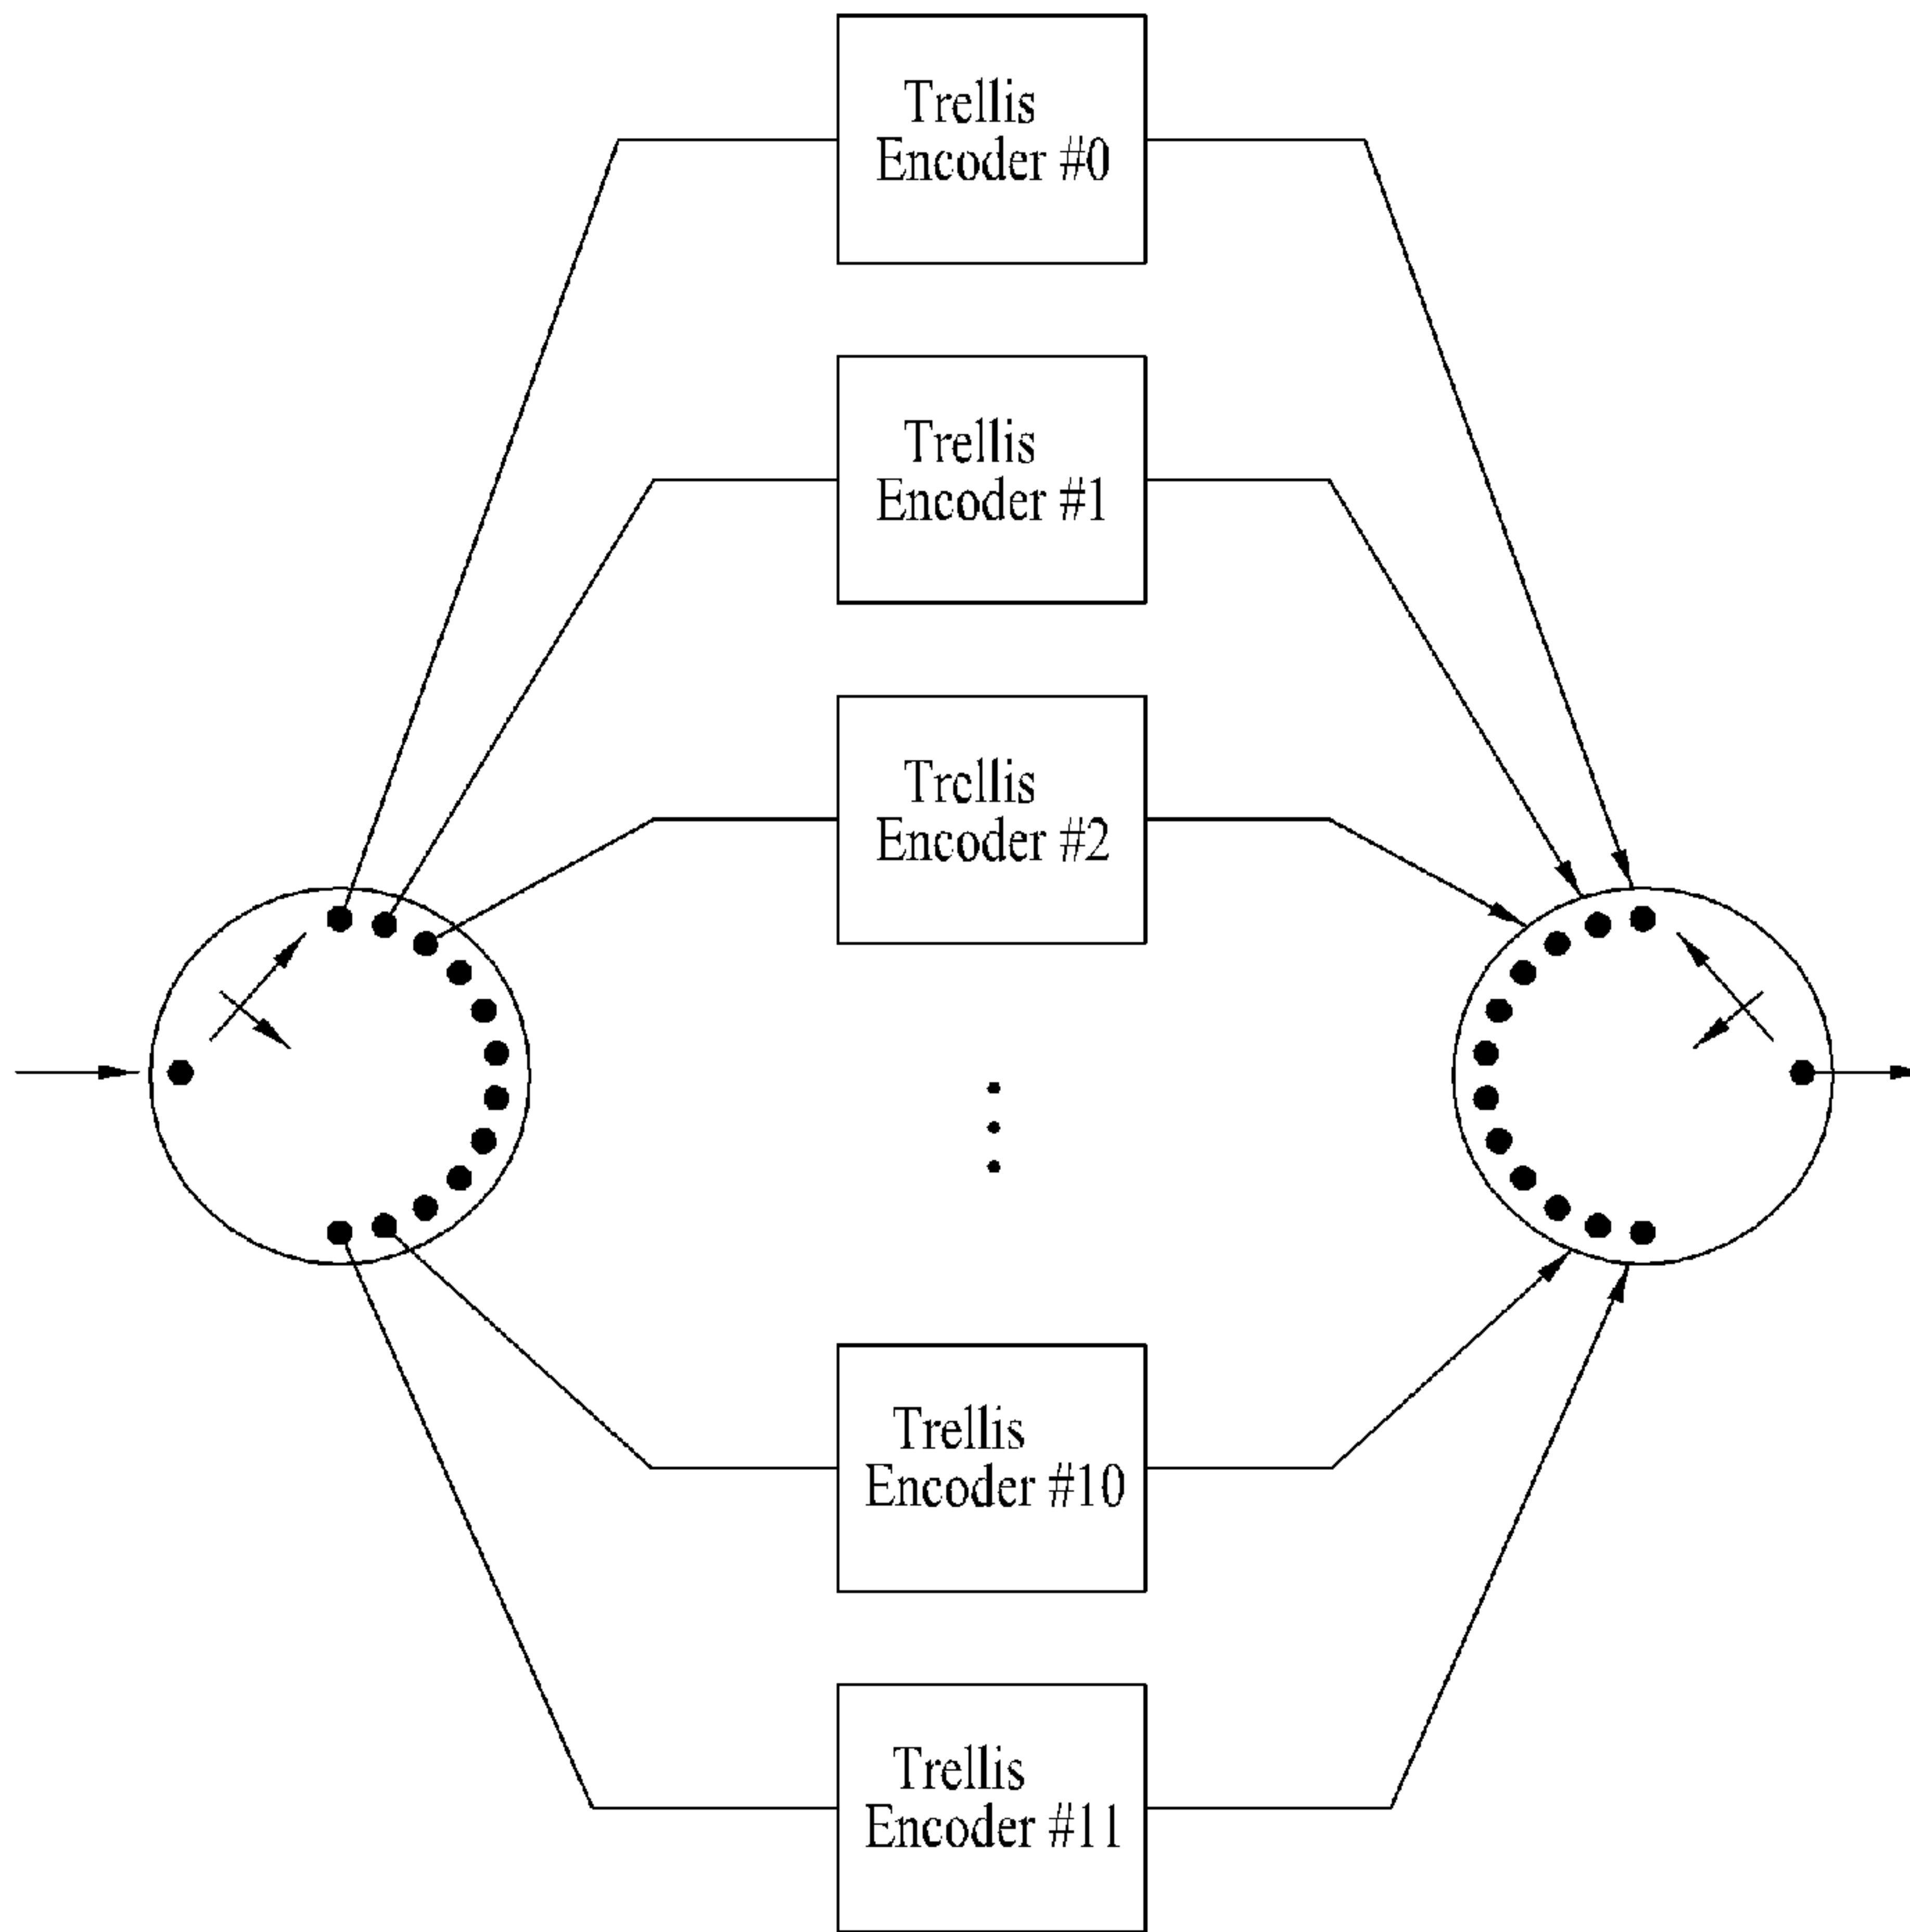 Trellis
Encoder #0
Trellis
Encoder #1
Trellis
Encoder #2
Trellis
Encoder #10
Trellis
Encoder #11